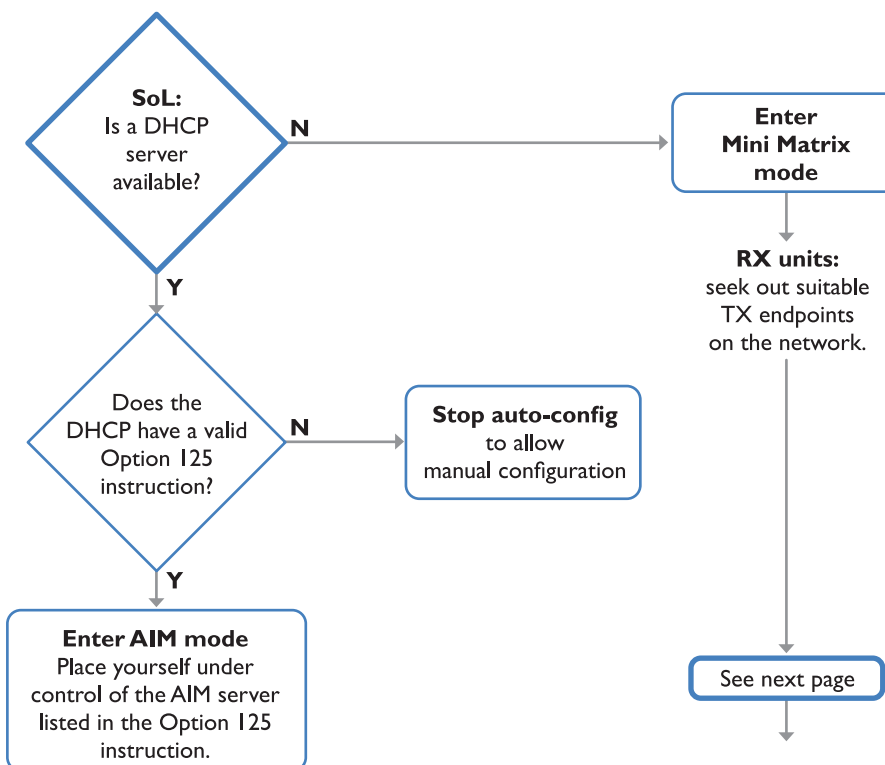 SoL:
Is a DHCP
server
available?
N
Enter
Mini Matrix
mode
Y
RX units:
seek out suitable
TX endpoints
on the network.
Does the
DHCP have a valid
Option 125
instruction?
N
Stop auto-config
to allow
manual configuration
Y
Enter AIM mode
Place yourself under
control of the AIM server
listed in the Option 125
instruction.
See next page